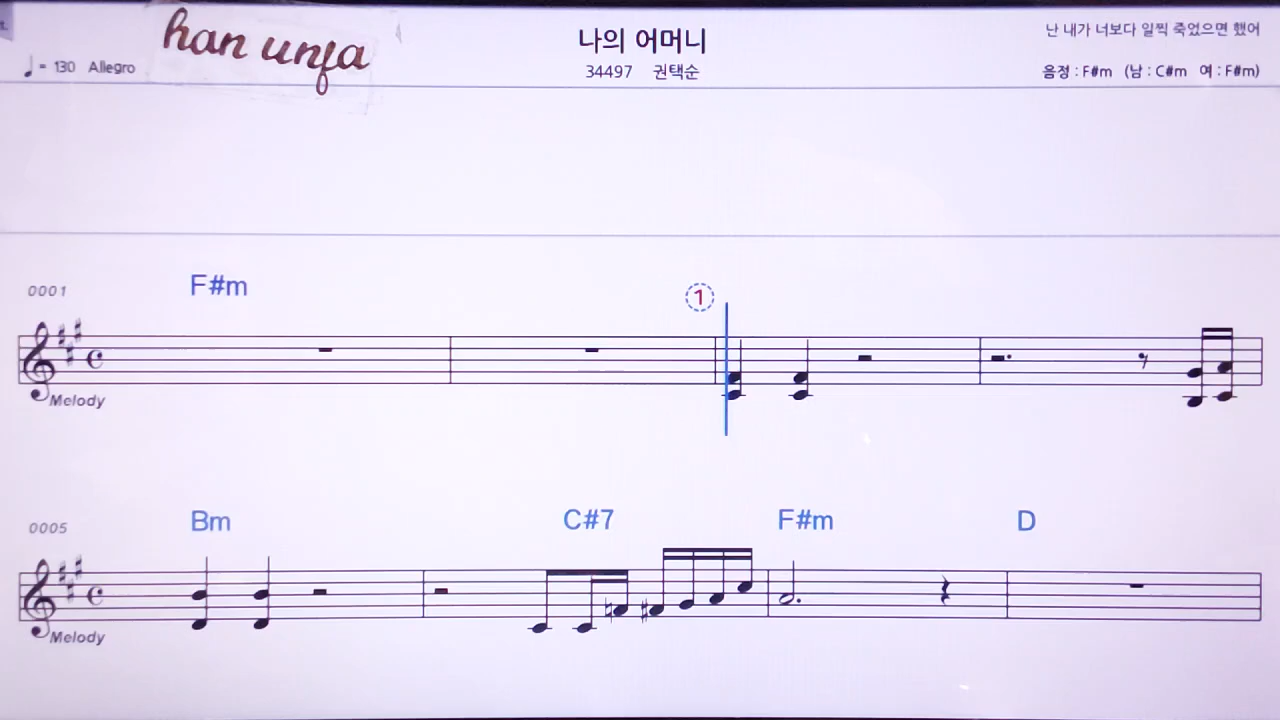 han unfa
나의 어머니
난 내가 너보다 일찍 죽었으면 했어
♩ = 130 Allegro
34497 권택순
음정 : F#m (남 : C#m 여 : F#m)
0001 F#m
1
Melody
0005 Bm C#7 F#m D
Melody